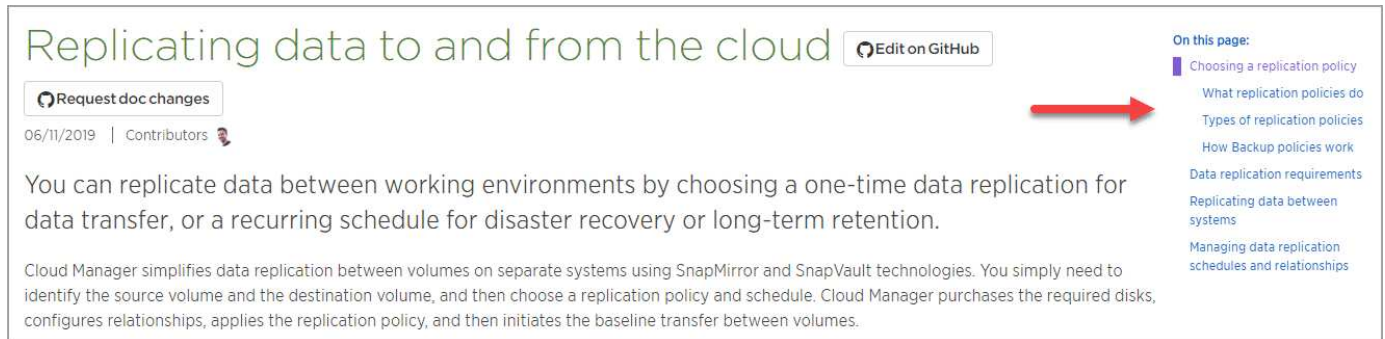 Replicating data to and from the cloud Edit on GitHub
Request doc changes
06/11/2019 | Contributors
You can replicate data between working environments by choosing a one-time data replication for
data transfer, or a recurring schedule for disaster recovery or long-term retention.
Cloud Manager simplifies data replication between volumes on separate systems using SnapMirror and SnapVault technologies. You simply need to
identify the source volume and the destination volume, and then choose a replication policy and schedule. Cloud Manager purchases the required disks,
configures relationships, applies the replication policy, and then initiates the baseline transfer between volumes.
On this page:
Choosing a replication policy
What replication policies do
Types of replication policies
How Backup policies work
Data replication requirements
Replicating data between
systems
Managing data replication
schedules and relationships